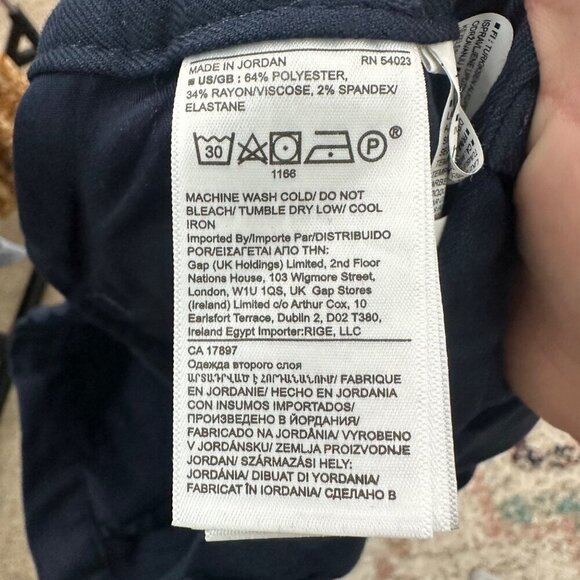 MADE IN JORDAN RN 54023
US/GB : 64% POLYESTER,
34% RAYON/VISCOSE, 2% SPANDEX/
ELASTANE
30 P®
1166
MACHINE WASH COLD/ DO NOT
BLEACH/ TUMBLE DRY LOW/ COOL
IRON
Imported By/Importe Par/DISTRIBUIDO
POR/ΕΙΣΑΓΕΤΑΙ ΑΠΟ ΤΗΝ:
Gap (UK Holdings) Limited, 2nd Floor
Nations House, 103 Wigmore Street,
London, W1U 1QS, UK Gap Stores
(Ireland) Limited c/o Arthur Cox, 10
Earlsfort Terrace, Dublin 2, D02 T380,
Ireland Egypt Importer:RIGE, LLC
CA 17897
Одежда второго слоя
ԱՐՏԱԴՐՎԱԾ Է ՀՈՐԴԱՆԱՆՈՒՄ/ FABRIQUE
EN JORDANIE/ HECHO EN JORDANIA
CON INSUMOS IMPORTADOS/
ПРОИЗВЕДЕНО В ЙОРДАНИЯ/
FABRICADO NA JORDÂNIA/ VYROBENO
V JORDÁNSKU/ ZEMLJA PROIZVODNJE
JORDAN/ SZÁRMAZÁSI HELY:
JORDÁNIA/ DIBUAT DI YORDANIA/
FABRICAT ÎN IORDANIA/ СДЕЛАНО В